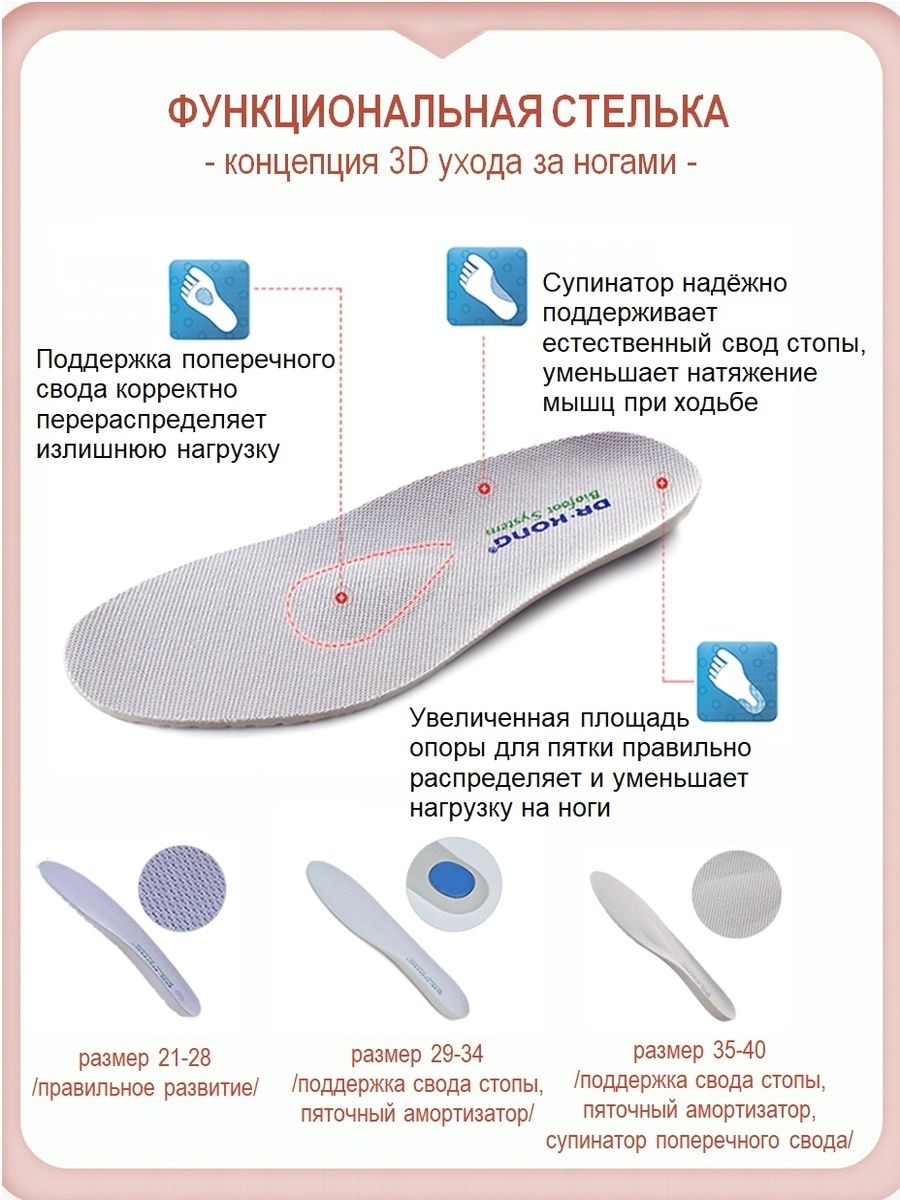 ФУНКЦИОНАЛЬНАЯ СТЕЛЬКА
- концепция 3D ухода за ногами -
Супинатор надёжно
поддерживает
естественный свод стопы,
уменьшает натяжение
мышц при ходьбе
Поддержка поперечного
свода корректно
перераспределяет
излишнюю нагрузку
DR. KONG®
Biofoot System
Увеличенная площадь
опоры для пятки правильно
распределяет и уменьшает
нагрузку на ноги
размер 21-28
/правильное развитие/
размер 29-34
/поддержка свода стопы,
пяточный амортизатор/
размер 35-40
/поддержка свода стопы,
пяточный амортизатор,
супинатор поперечного свода/